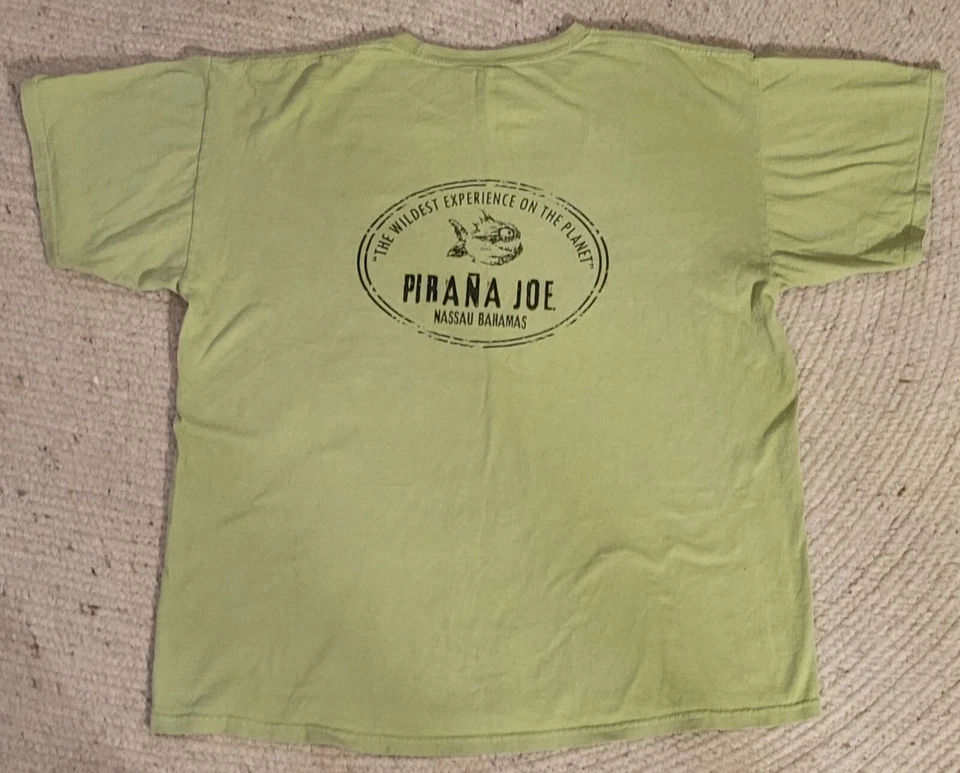 "THE WILDEST EXPERIENCE ON THE PLANET"
PIRAÑA JOE.
NASSAU BAHAMAS